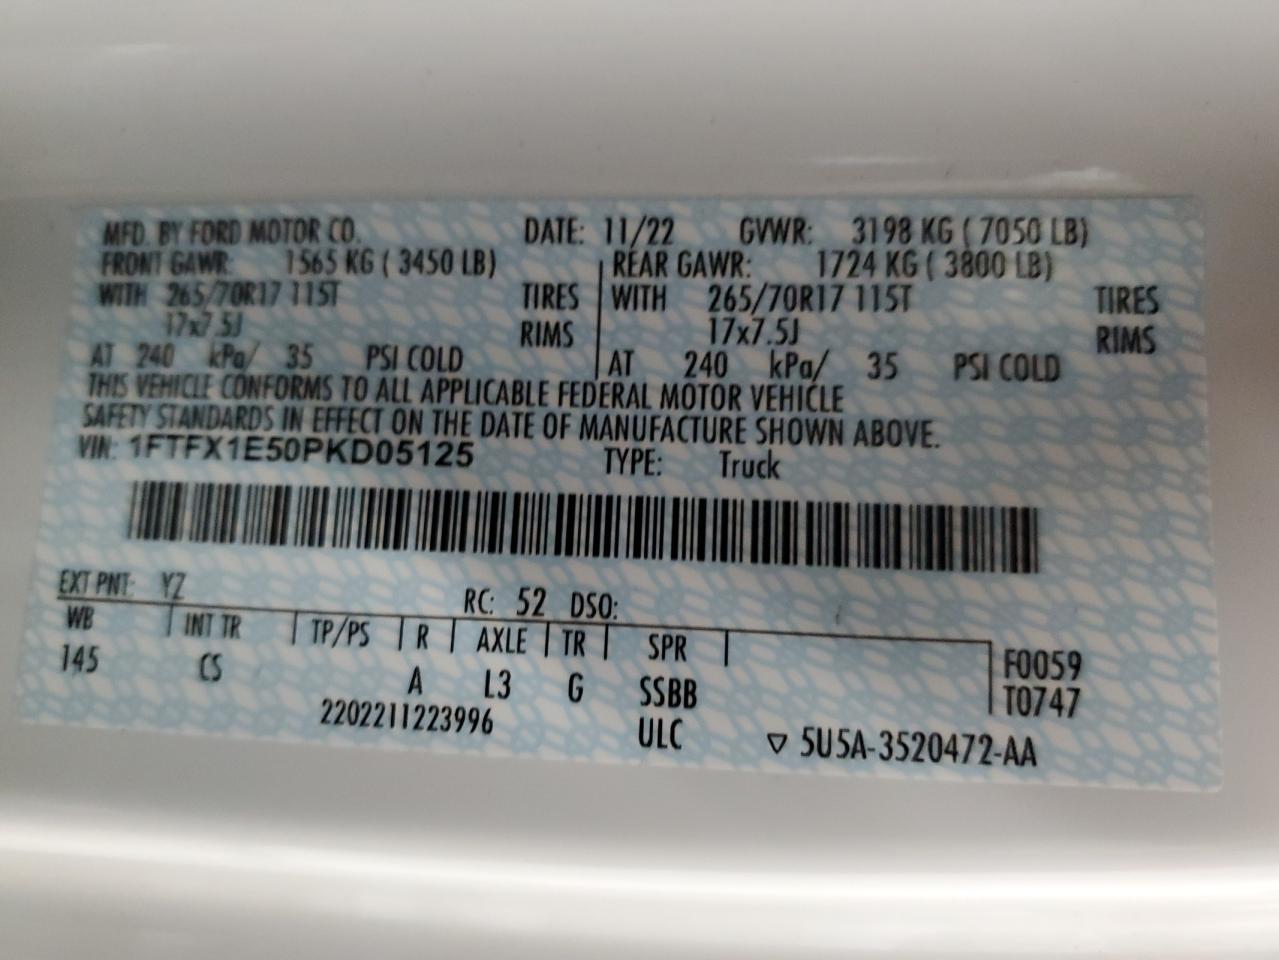 MFD. BY FORD MOTOR CO. DATE: 11/22 GVWR: 3198 KG ( 7050 LB)
FRONT GAWR: 1565 KG ( 3450 LB) REAR GAWR: 1724 KG ( 3800 LB)
WITH 265/70R17 115T TIRES WITH 265/70R17 115T TIRES
17x7.5J RIMS 17x7.5J RIMS
AT 240 kPa/ 35 PSI COLD AT 240 kPa/ 35 PSI COLD
THIS VEHICLE CONFORMS TO ALL APPLICABLE FEDERAL MOTOR VEHICLE
SAFETY STANDARDS IN EFFECT ON THE DATE OF MANUFACTURE SHOWN ABOVE.
VIN: 1FTFX1E50PKD05125 TYPE: Truck
EXT PNT: YZ RC: 52 DSO:
WB INT TR TP/PS R AXLE TR SPR F0059
145 CS A L3 G SSBB T0747
2202211223996 ULC ▽ 5U5A-3520472-AA